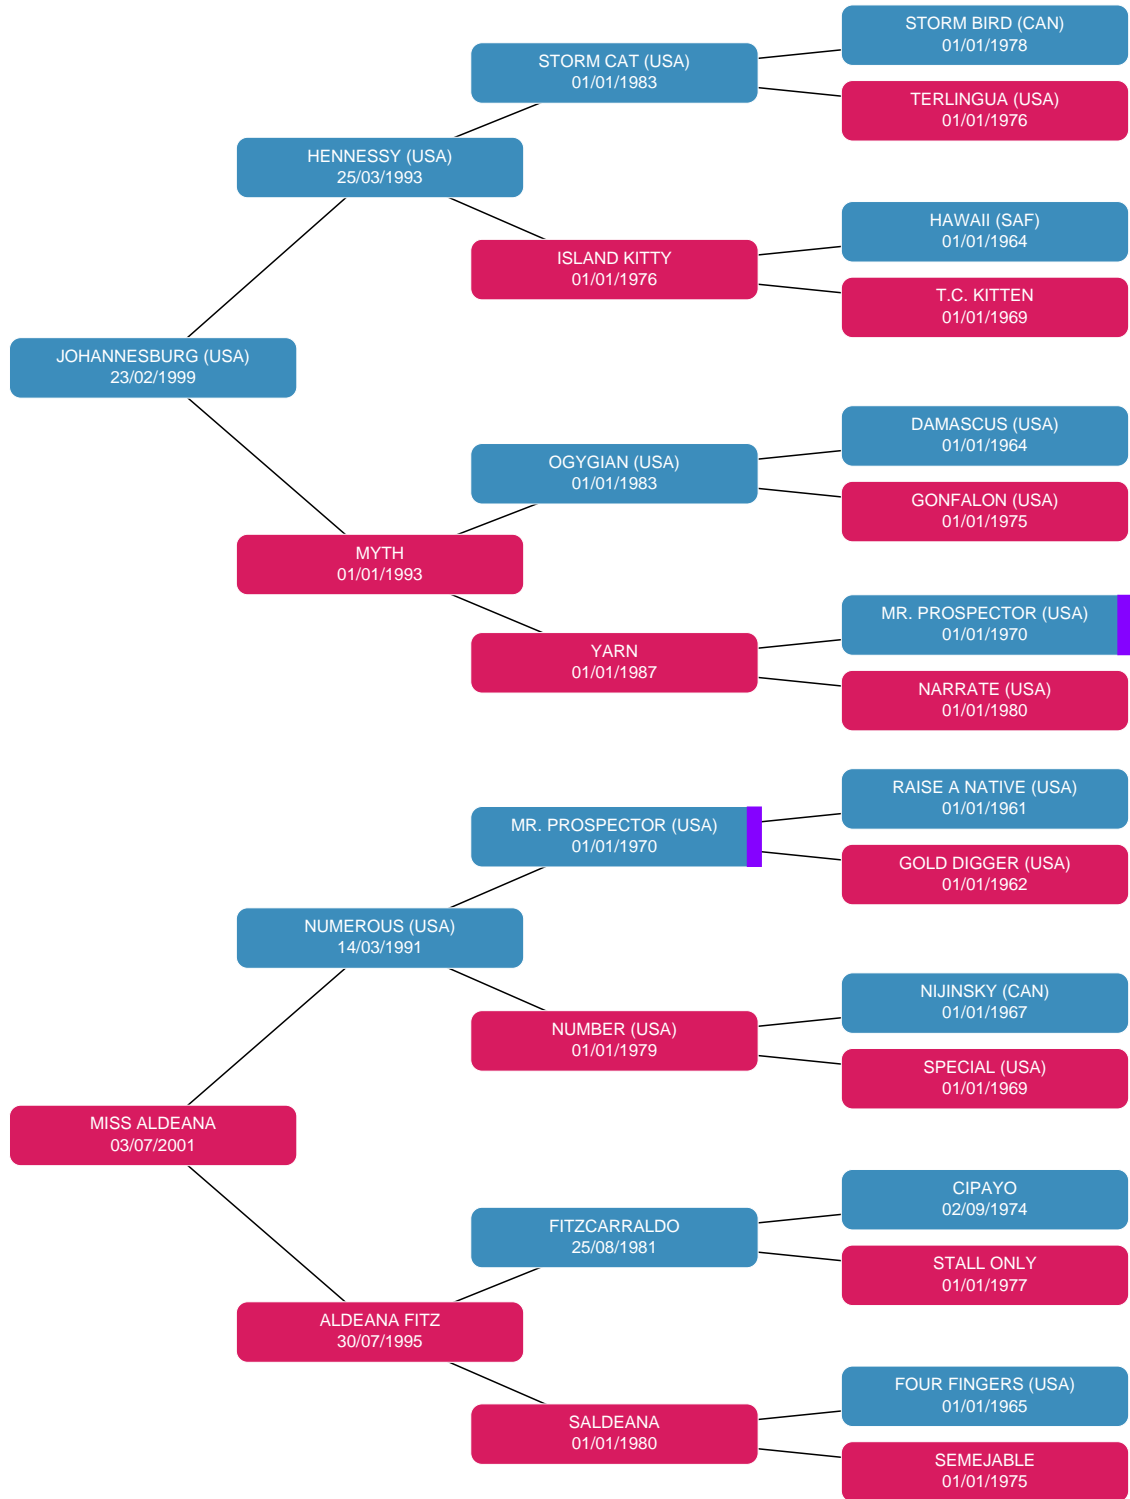 STORM BIRD (CAN)
01/01/1978
STORM CAT (USA)
01/01/1983
TERLINGUA (USA)
01/01/1976
HENNESSY (USA)
25/03/1993
HAWAII (SAF)
01/01/1964
ISLAND KITTY
01/01/1976
T.C. KITTEN
01/01/1969
JOHANNESBURG (USA)
23/02/1999
DAMASCUS (USA)
01/01/1964
OGYGIAN (USA)
01/01/1983
GONFALON (USA)
01/01/1975
MYTH
01/01/1993
MR. PROSPECTOR (USA)
01/01/1970
YARN
01/01/1987
NARRATE (USA)
01/01/1980
RAISE A NATIVE (USA)
01/01/1961
MR. PROSPECTOR (USA)
01/01/1970
GOLD DIGGER (USA)
01/01/1962
NUMEROUS (USA)
14/03/1991
NIJINSKY (CAN)
01/01/1967
NUMBER (USA)
01/01/1979
SPECIAL (USA)
01/01/1969
MISS ALDEANA
03/07/2001
CIPAYO
02/09/1974
FITZCARRALDO
25/08/1981
STALL ONLY
01/01/1977
ALDEANA FITZ
30/07/1995
FOUR FINGERS (USA)
01/01/1965
SALDEANA
01/01/1980
SEMEJABLE
01/01/1975